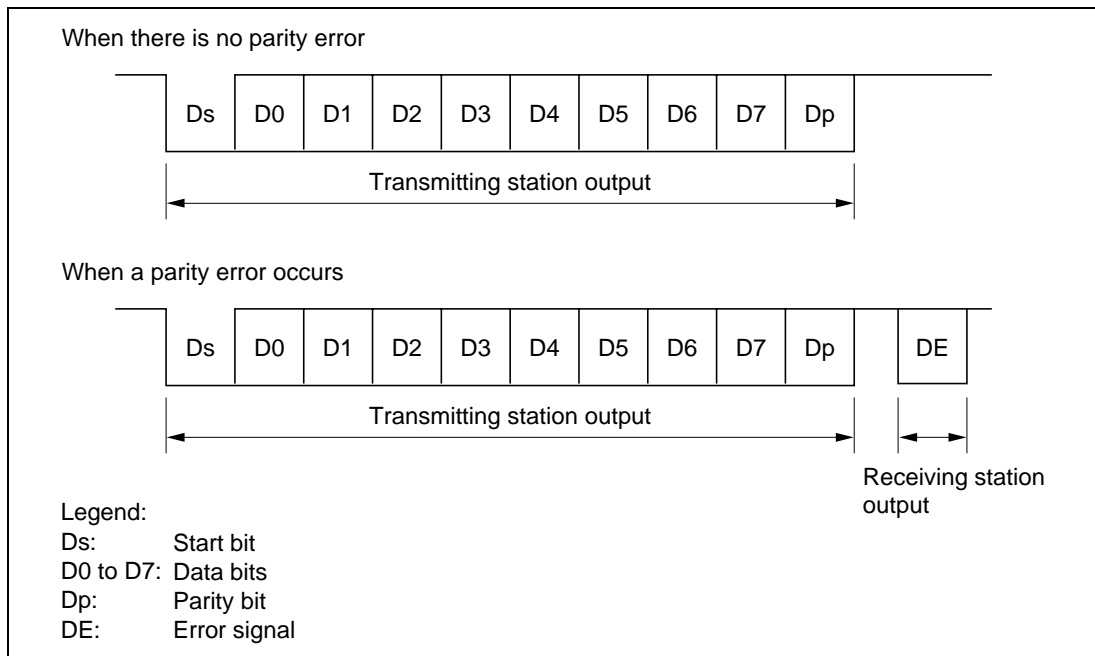 When there is no parity error
Ds D0 D1 D2 D3 D4 D5 D6 D7 Dp
Transmitting station output
When a parity error occurs
Ds D0 D1 D2 D3 D4 D5 D6 D7 Dp DE
Transmitting station output
Receiving station
output
Legend:
Ds: Start bit
D0 to D7: Data bits
Dp: Parity bit
DE: Error signal